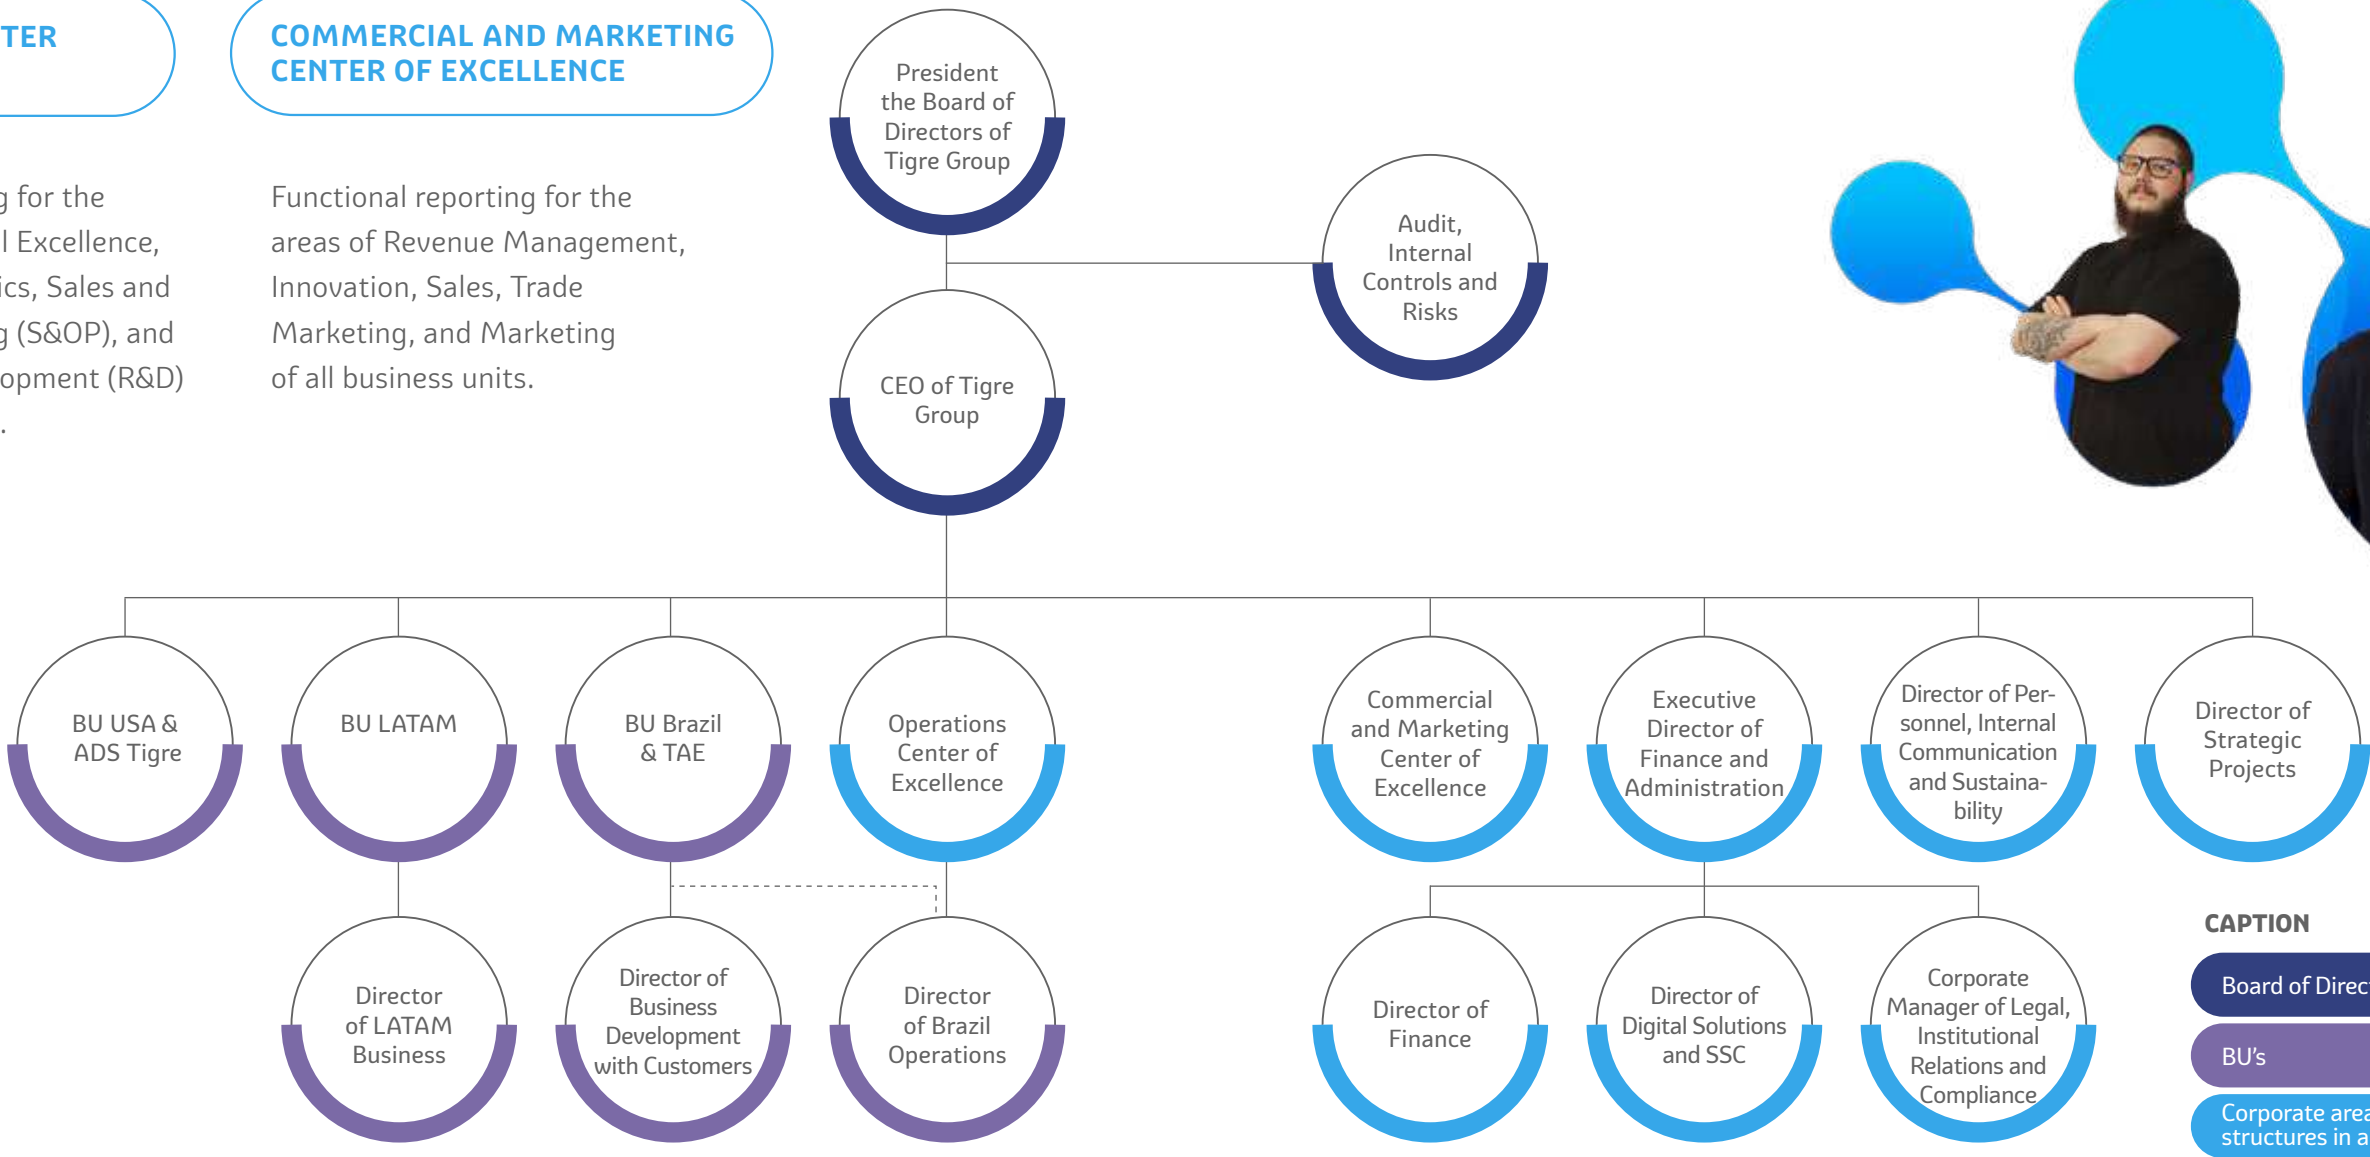 TER
COMMERCIAL AND MARKETING
CENTER OF EXCELLENCE
for the
Excellence,
Sales and
(S&OP), and
(R&D)
.
Functional reporting for the
areas of Revenue Management,
Innovation, Sales, Trade
Marketing, and Marketing
of all business units.
President
the Board of
Directors of
Tigre Group
Audit,
Internal
Controls and
Risks
CEO of Tigre
Group
BU USA &
ADS Tigre
BU LATAM
BU Brazil
& TAE
Operations
Center of
Excellence
Commercial
and Marketing
Center of
Excellence
Executive
Director of
Finance and
Administration
Director of Per-
sonnel, Internal
Communication
and Sustaina-
bility
Director of
Strategic
Projects
Director
of LATAM
Business
Director of
Business
Development
with Customers
Director
of Brazil
Operations
Director of
Finance
Director of
Digital Solutions
and SSC
Corporate
Manager of Legal,
Institutional
Relations and
Compliance
CAPTION
Board of Direc
BU's
Corporate area
structures in a